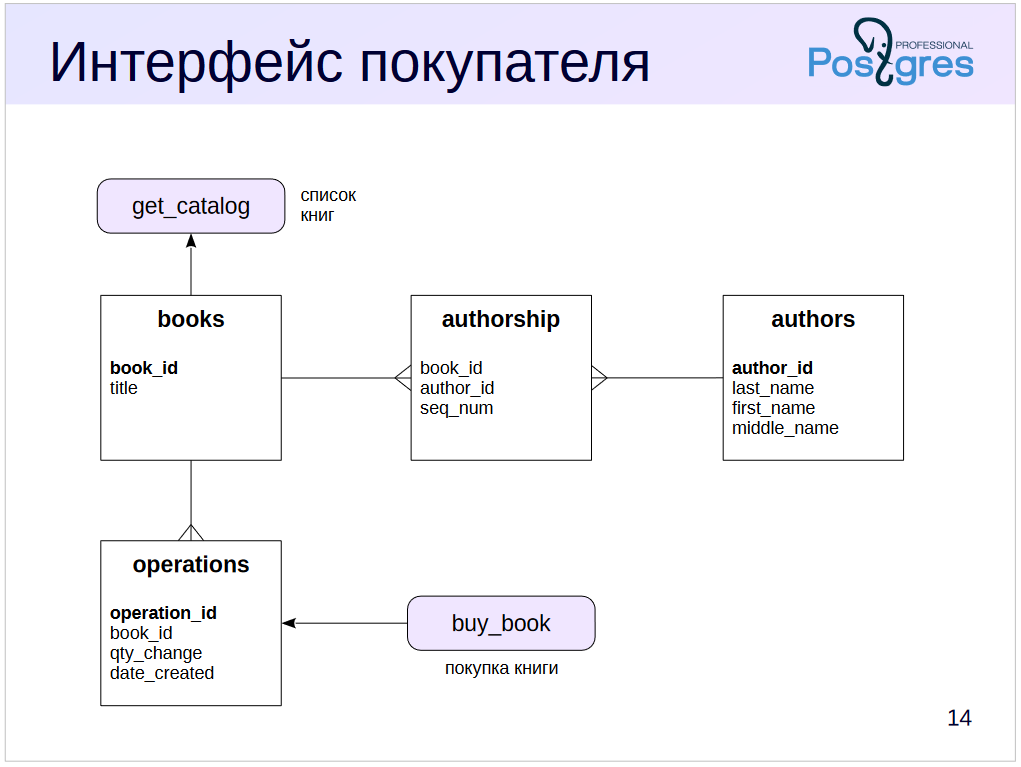 Интерфейс покупателя
PROFESSIONAL
Postgres
get_catalog
список
книг
books
book_id
title
authorship
book_id
author_id
seq_num
authors
author_id
last_name
first_name
middle_name
operations
operation_id
book_id
qty_change
date_created
buy_book
покупка книги
14